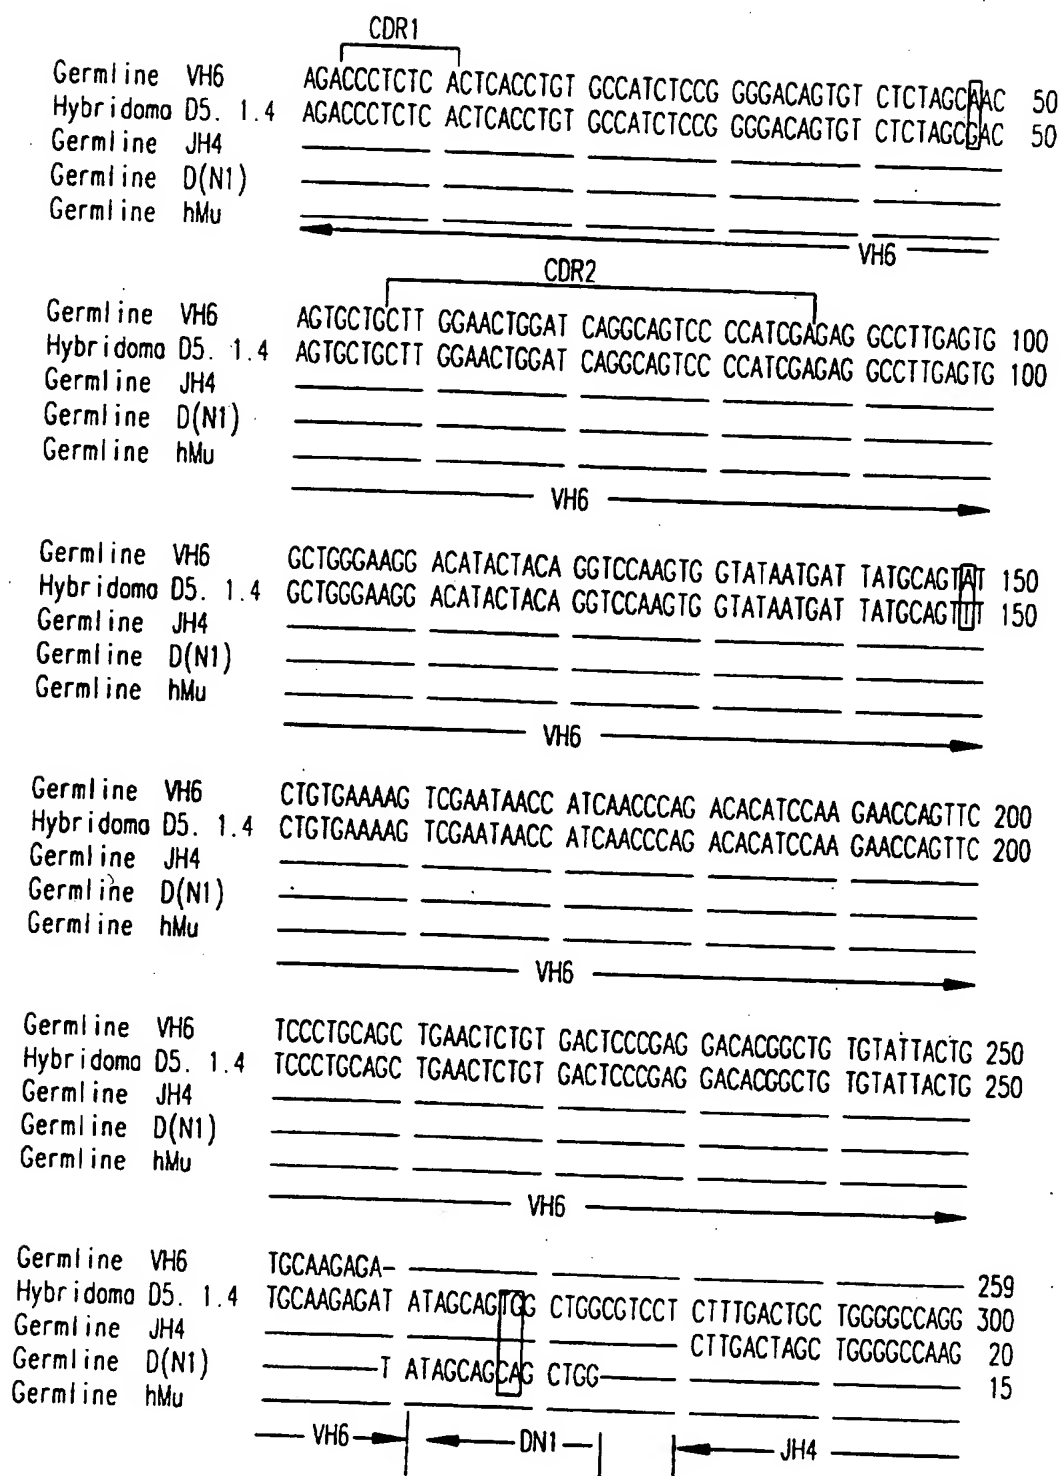 CDR1
Germline VH6 AGACCCTCTC ACTCACCTGT GCCATCTCCG GGGACAGTGT CTCTAGCAAC 50
Hybridoma D5. 1.4 AGACCCTCTC ACTCACCTGT GCCATCTCCG GGGACAGTGT CTCTAGCGAC 50
Germline JH4
Germline D(N1)
Germline hMu
VH6
CDR2
Germline VH6 AGTGCTGCTT GGAACTGGAT CAGGCAGTCC CCATCGAGAG GCCTTGAGTG 100
Hybridoma D5. 1.4 AGTGCTGCTT GGAACTGGAT CAGGCAGTCC CCATCGAGAG GCCTTGAGTG 100
Germline JH4
Germline D(N1)
Germline hMu
VH6
Germline VH6 GCTGGGAAGG ACATACTACA GGTCCAAGTG GTATAATGAT TATGCAGTAT 150
Hybridoma D5. 1.4 GCTGGGAAGG ACATACTACA GGTCCAAGTG GTATAATGAT TATGCAGTTT 150
Germline JH4
Germline D(N1)
Germline hMu
VH6
Germline VH6 CTGTGAAAAG TCGAATAACC ATCAACCCAG ACACATCCAA GAACCAGTTC 200
Hybridoma D5. 1.4 CTGTGAAAAG TCGAATAACC ATCAACCCAG ACACATCCAA GAACCAGTTC 200
Germline JH4
Germline D(N1)
Germline hMu
VH6
Germline VH6 TCCCTGCAGC TGAACTCTGT GACTCCCGAG GACACGGCTG TGTATTACTG 250
Hybridoma D5. 1.4 TCCCTGCAGC TGAACTCTGT GACTCCCGAG GACACGGCTG TGTATTACTG 250
Germline JH4
Germline D(N1)
Germline hMu
VH6
Germline VH6 TGCAAGAGA- 259
Hybridoma D5. 1.4 TGCAAGAGAT ATAGCAGTGG CTGGCGTCCT CTTTGACTGC TGGGGCCAGG 300
Germline JH4 CTTGACTAGC TGGGGCCAAG 20
Germline D(N1) T ATAGCAGCAG CTGG 15
Germline hMu
VH6 DN1 JH4